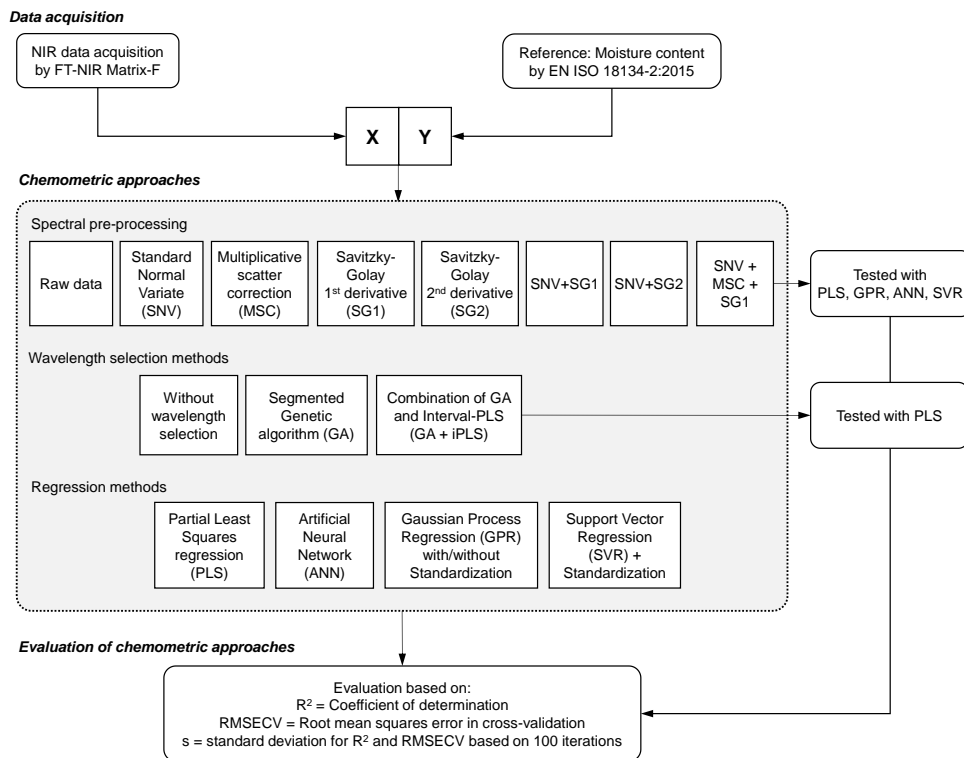 Data acquisition
NIR data acquisition
by FT-NIR Matrix-F
Reference: Moisture content
by EN ISO 18134-2:2015
X
Y
Chemometric approaches
Spectral pre-processing
Raw data
Standard
Normal
Variate
(SNV)
Multiplicative
scatter
correction
(MSC)
Savitzky-
Golay
1st derivative
(SG1)
Savitzky-
Golay
2nd derivative
(SG2)
SNV+SG1
SNV+SG2
SNV +
MSC +
SG1
Tested with
PLS, GPR, ANN, SVR
Wavelength selection methods
Without
wavelength
selection
Segmented
Genetic
algorithm (GA)
Combination of GA
and Interval-PLS
(GA + iPLS)
Tested with PLS
Regression methods
Partial Least
Squares
regression
(PLS)
Artificial
Neural
Network
(ANN)
Gaussian Process
Regression (GPR)
with/without
Standardization
Support Vector
Regression
(SVR) +
Standardization
Evaluation of chemometric approaches
Evaluation based on:
R² = Coefficient of determination
RMSECV = Root mean squares error in cross-validation
s = standard deviation for R² and RMSECV based on 100 iterations